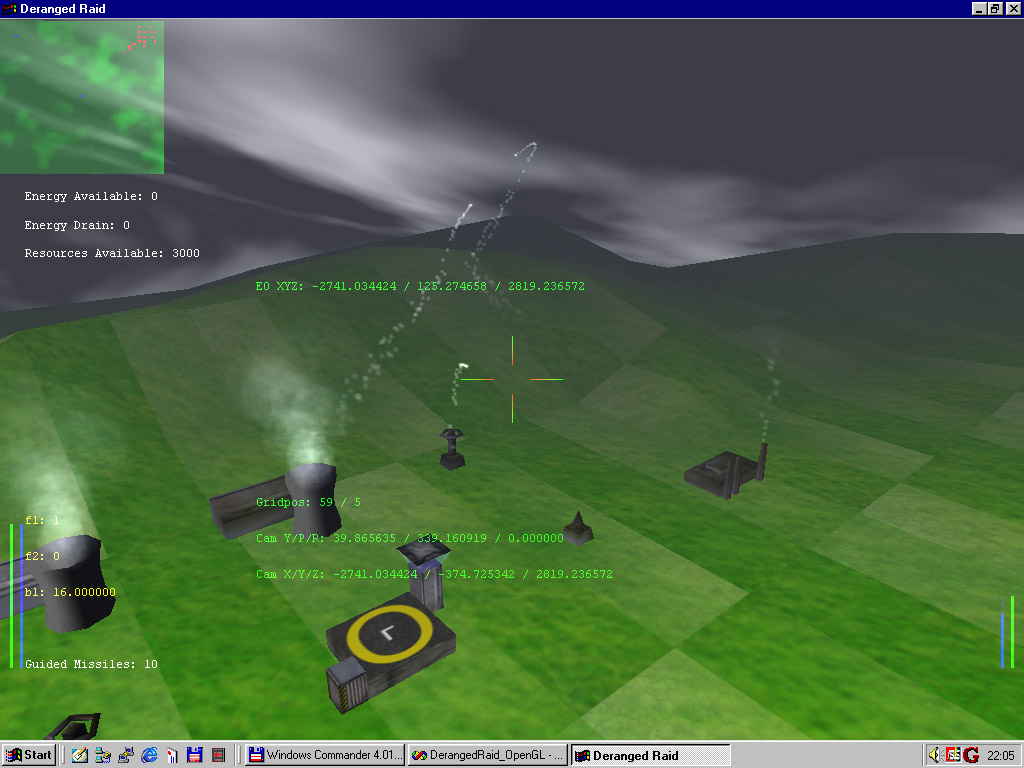 Deranged Raid
Energy Available: 0
Energy Drain: 0
Resources Available: 3000
EO XYZ: -2741.034424 / 125.274658 / 2819.236572
Gridpos: 59 / 5
f1: 1
Cam Y/P/R: 39.865635 / 339.160919 / 0.000000
f2: 0
Cam X/Y/Z: -2741.034424 / -374.725342 / 2819.236572
b1: 16.000000
Guided Missiles: 10
L
Start Windows Commander 4.01... DerangedRaid_OpenGL - ... Deranged Raid 22:05